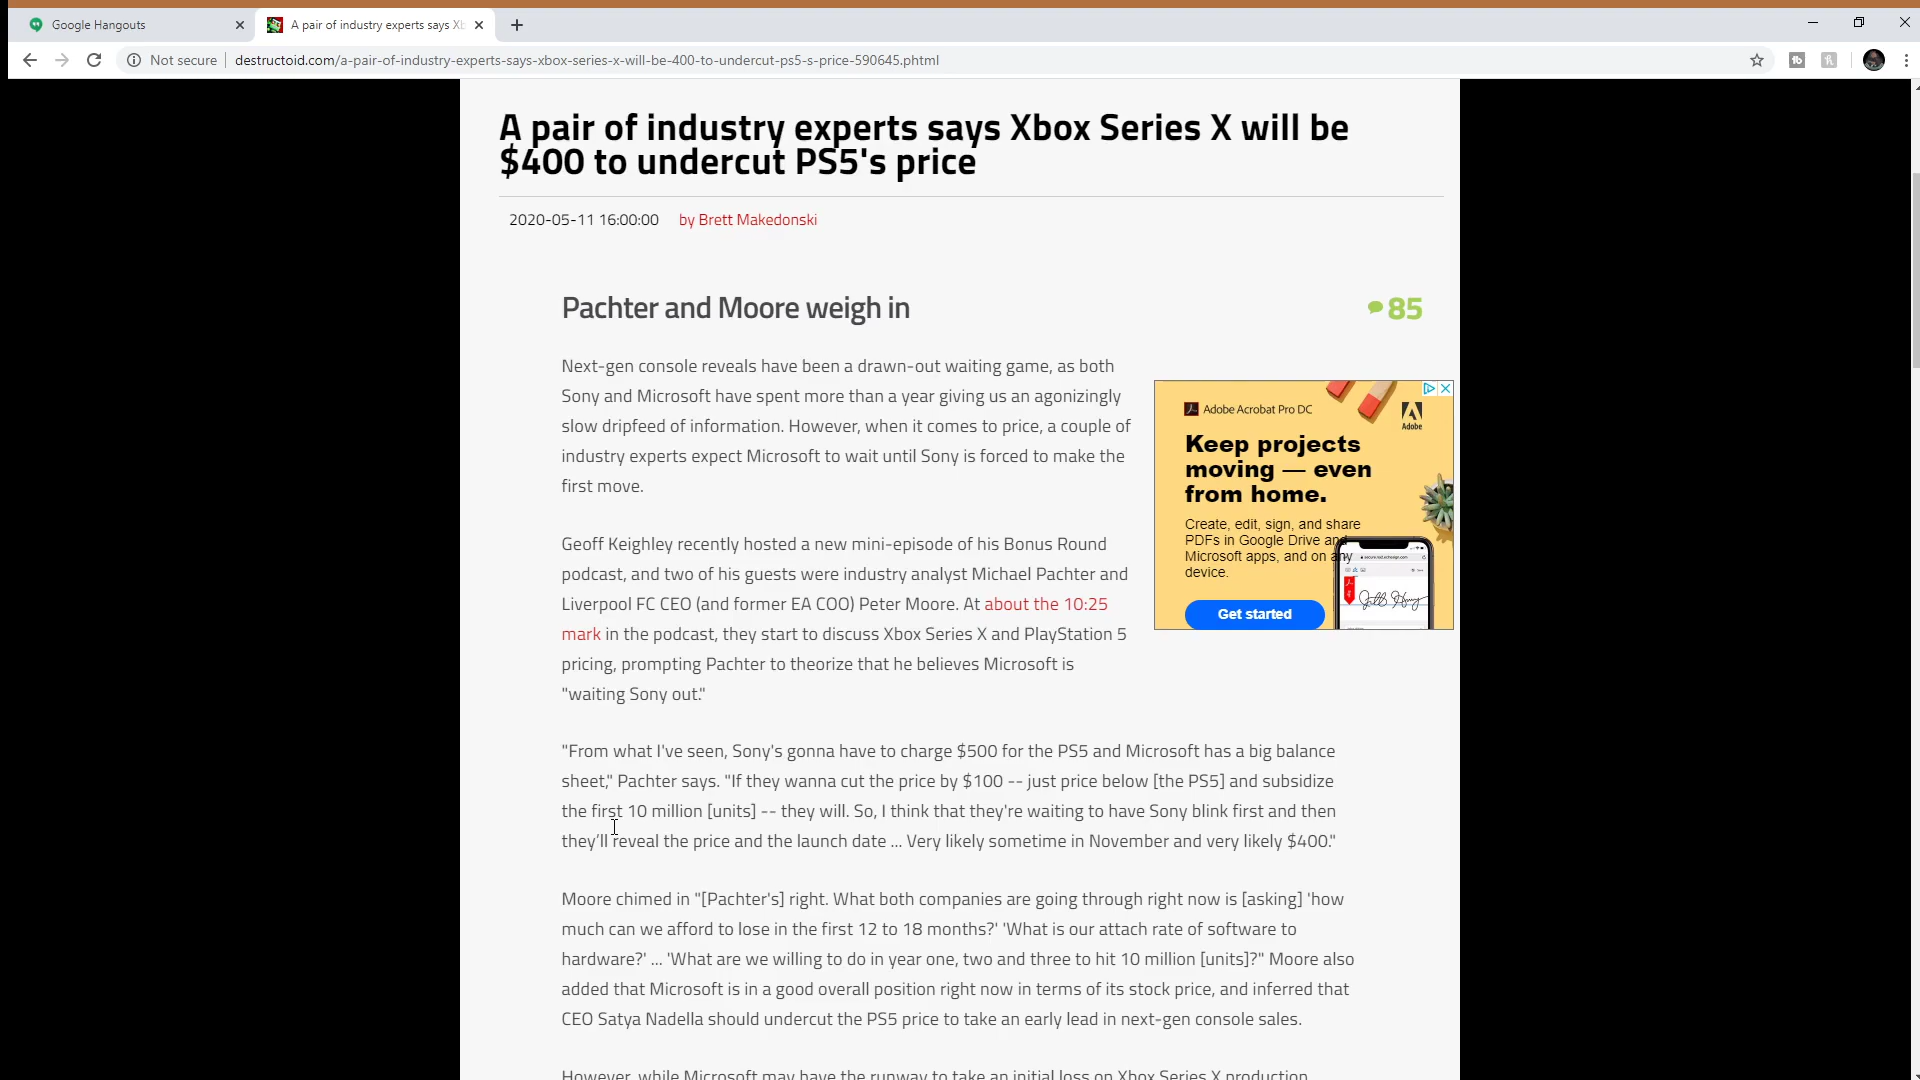 Google Hangouts
A pair of industry experts says Xb
Not secure
destructoid.com/a-pair-of-industry-experts-says-xbox-series-x-will-be-400-to-undercut-ps5-s-price-590645.phtml
A pair of industry experts says Xbox Series X will be
$400 to undercut PS5's price
2020-05-11 16:00:00 by Brett Makedonski
Pachter and Moore weigh in
85
Next-gen console reveals have been a drawn-out waiting game, as both
Sony and Microsoft have spent more than a year giving us an agonizingly
slow dripfeed of information. However, when it comes to price, a couple of
industry experts expect Microsoft to wait until Sony is forced to make the
first move.
Geoff Keighley recently hosted a new mini-episode of his Bonus Round
podcast, and two of his guests were industry analyst Michael Pachter and
Liverpool FC CEO (and former EA COO) Peter Moore. At about the 10:25
mark in the podcast, they start to discuss Xbox Series X and PlayStation 5
pricing, prompting Pachter to theorize that he believes Microsoft is
"waiting Sony out."
Adobe Acrobat Pro DC
Adobe
Keep projects
moving — even
from home.
Create, edit, sign, and share
PDFs in Google Drive and
Microsoft apps, and on any
device.
Get started
"From what I've seen, Sony's gonna have to charge $500 for the PS5 and Microsoft has a big balance
sheet," Pachter says. "If they wanna cut the price by $100 -- just price below [the PS5] and subsidize
the first 10 million [units] -- they will. So, I think that they're waiting to have Sony blink first and then
they’ll reveal the price and the launch date ... Very likely sometime in November and very likely $400."
Moore chimed in "[Pachter's] right. What both companies are going through right now is [asking] 'how
much can we afford to lose in the first 12 to 18 months?' 'What is our attach rate of software to
hardware?' ... 'What are we willing to do in year one, two and three to hit 10 million [units]?" Moore also
added that Microsoft is in a good overall position right now in terms of its stock price, and inferred that
CEO Satya Nadella should undercut the PS5 price to take an early lead in next-gen console sales.
However, while Microsoft may have the runway to take an initial loss on Xbox Series X production,